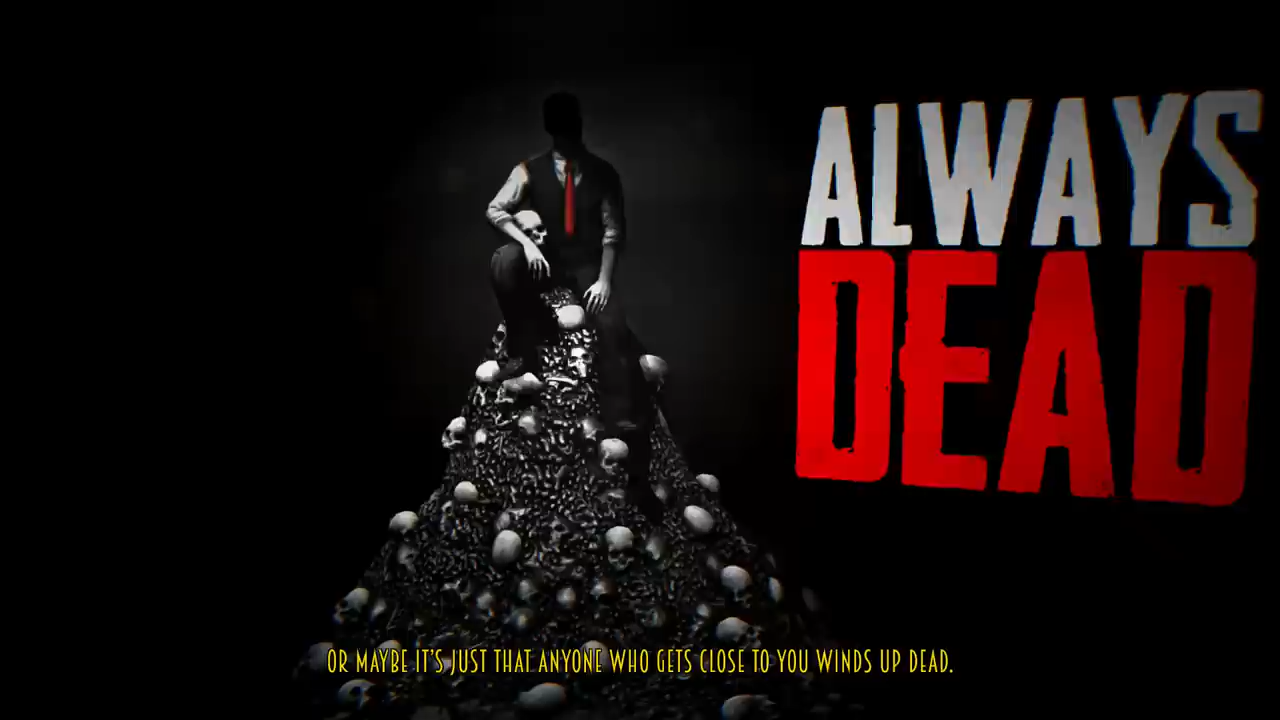 ALWAYS
DEAD
OR MAYBE IT'S JUST THAT ANYONE WHO GETS CLOSE TO YOU WINDS UP DEAD.